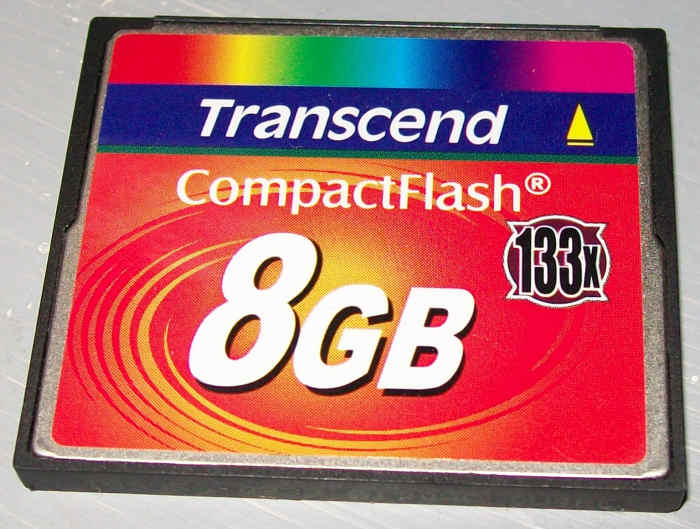 Transcend
CompactFlash®
133x
8GB